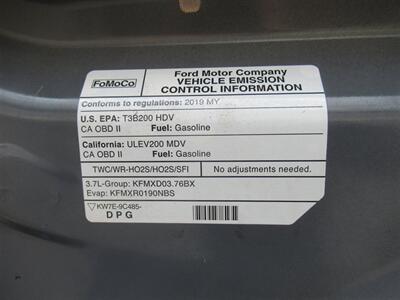 FoMoCo
Ford Motor Company
VEHICLE EMISSION
CONTROL INFORMATION
Conforms to regulations: 2019 MY
U.S. EPA: T3B200 HDV
CA OBD II Fuel: Gasoline
California: ULEV200 MDV
CA OBD II Fuel: Gasoline
TWC/WR-HO2S/HO2S/SFI No adjustments needed.
3.7L-Group: KFMXD03.76BX
Evap: KFMXR0190NBS
KW7E-9C485-
DPG